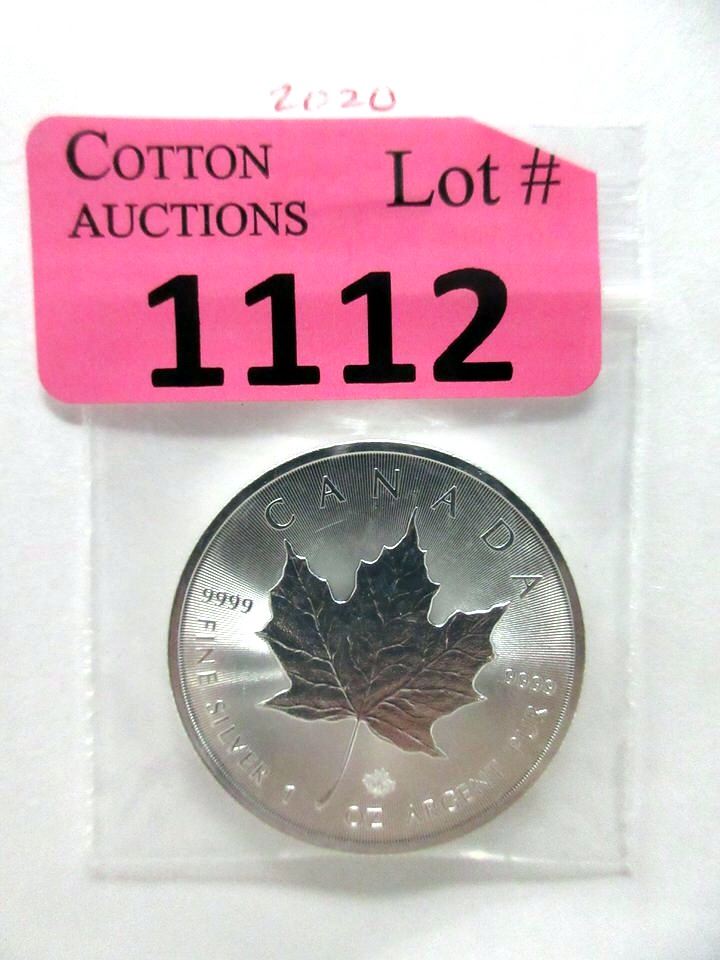 2020
COTTON
AUCTIONS
Lot #
1112
CANADA
9999
9999
FINE SILVER 1 OZ ARGENT PUR